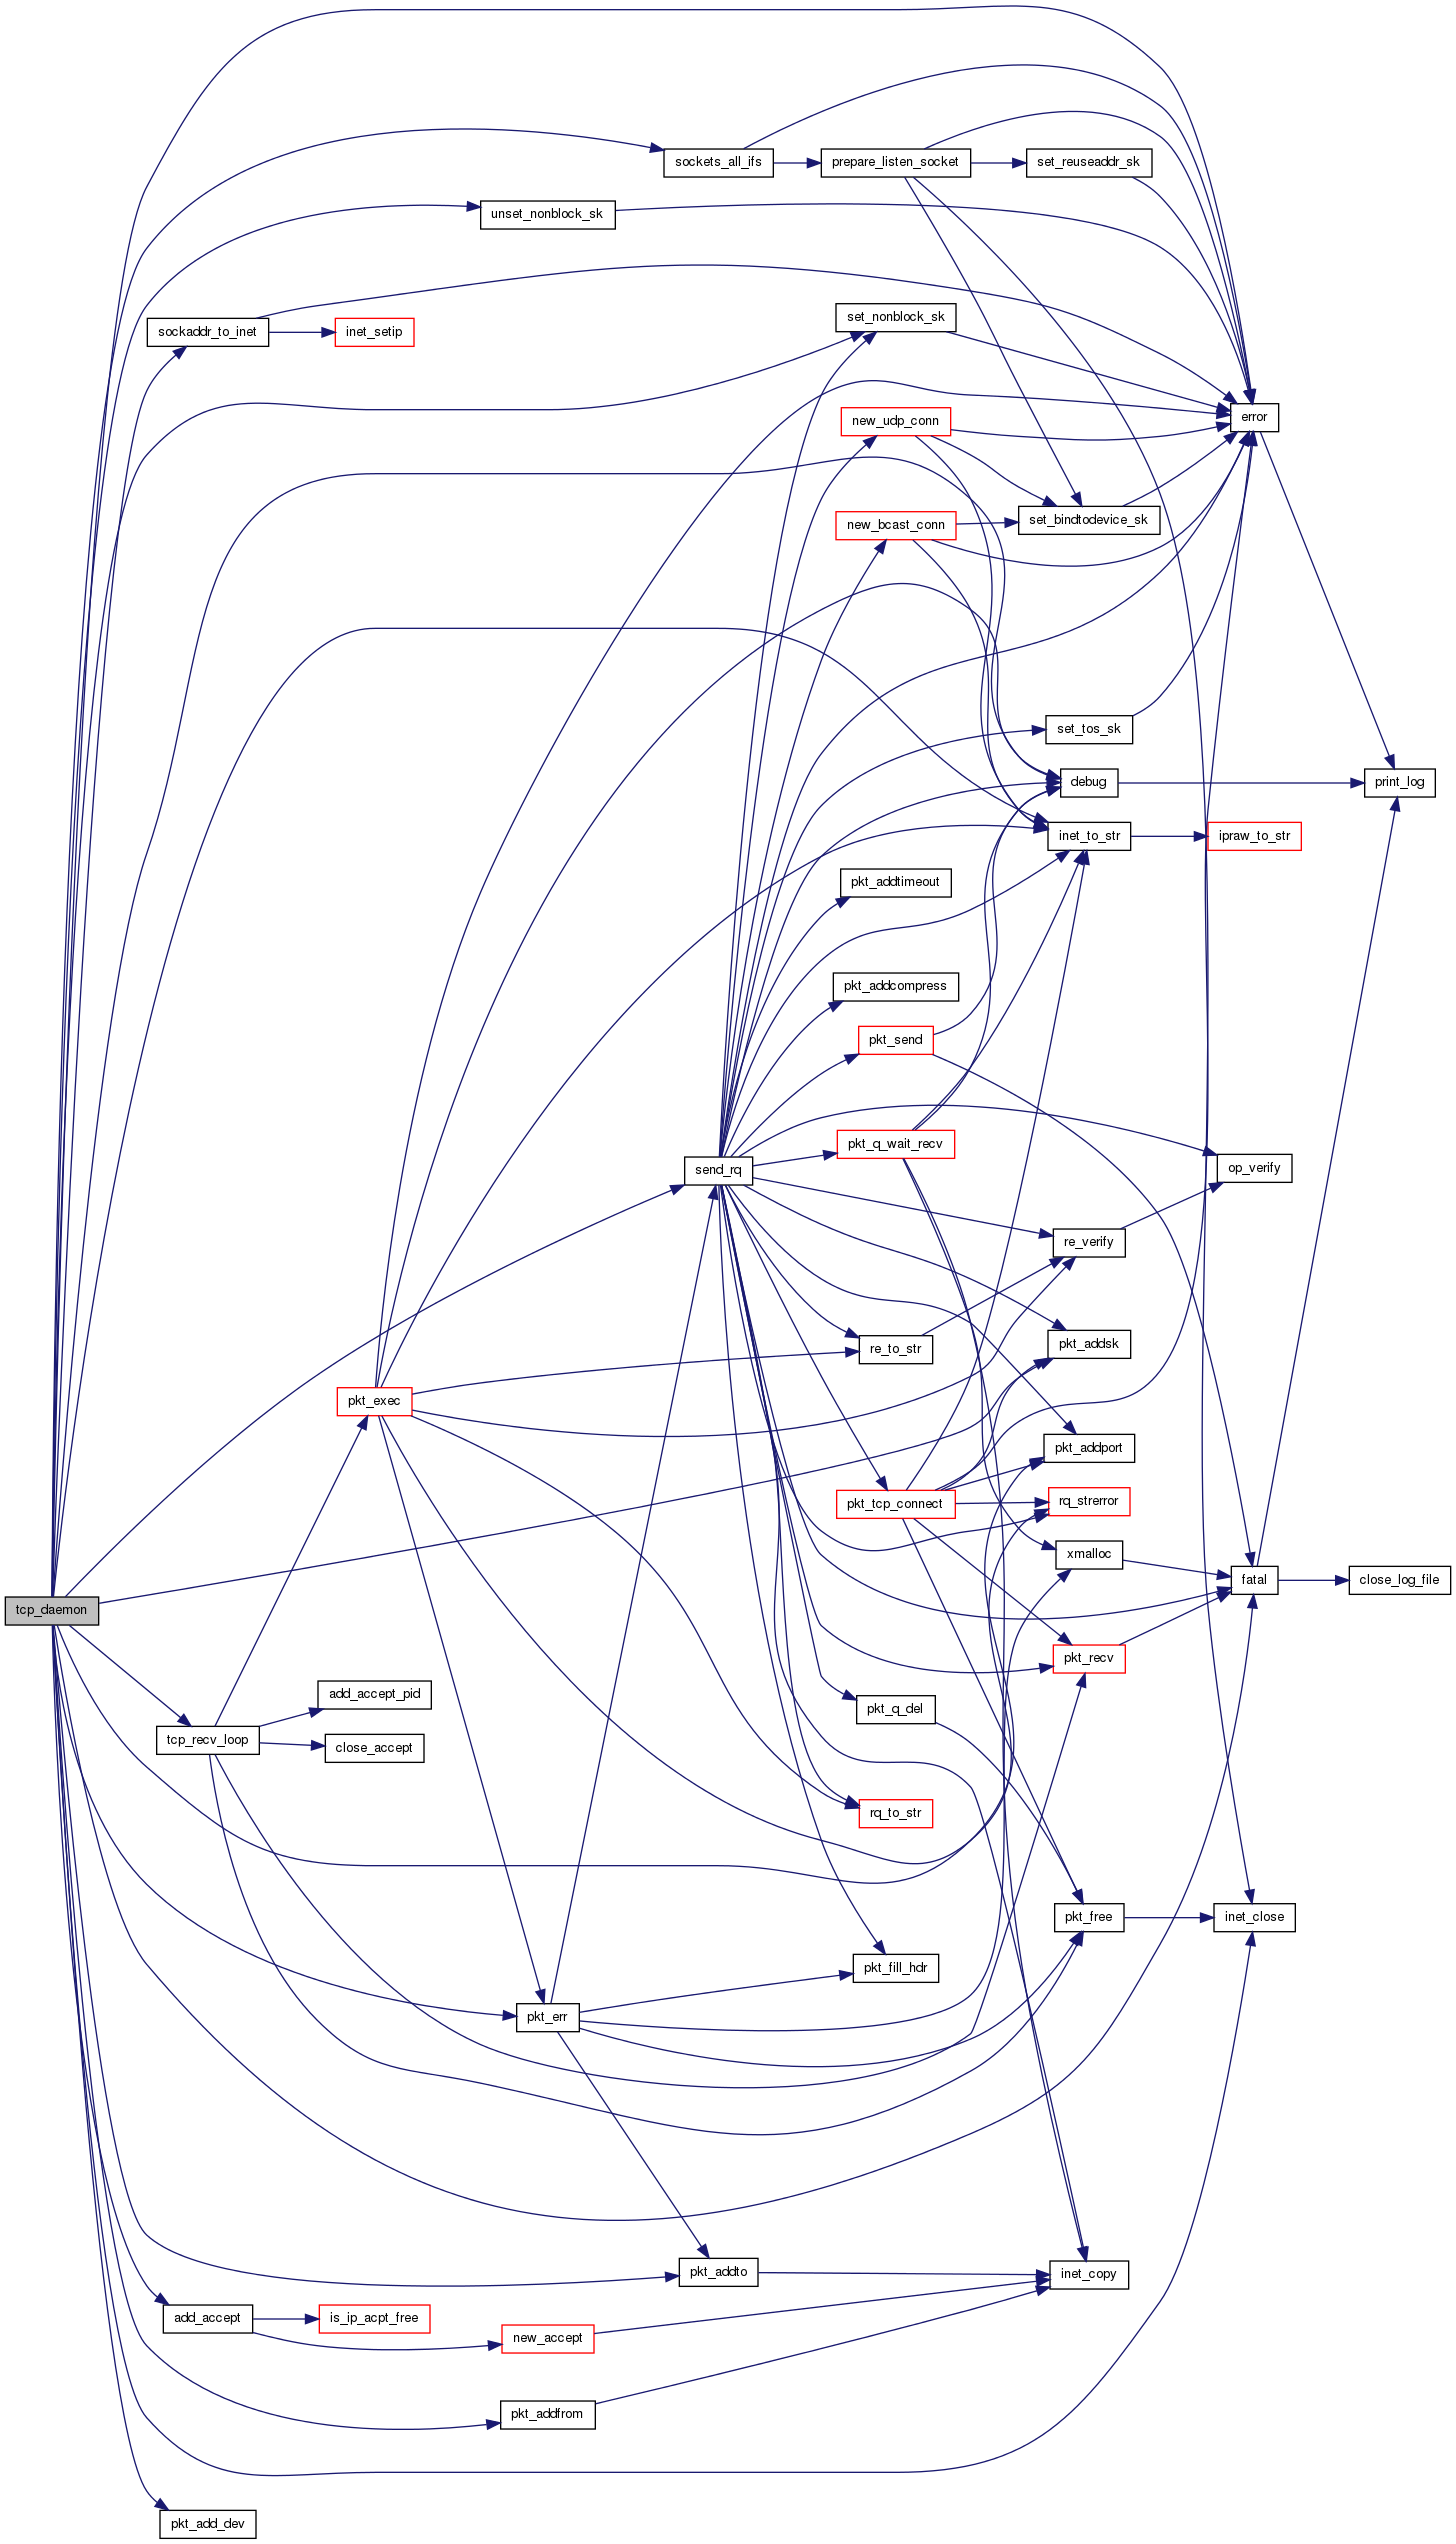 sockets_all_ifs
prepare_listen_socket
set_reuseaddr_sk
unset_nonblock_sk
sockaddr_to_inet
inet_setip
set_nonblock_sk
error
new_udp_conn
new_bcast_conn
set_bindtodevice_sk
set_tos_sk
debug
print_log
inet_to_str
ipraw_to_str
pkt_addtimeout
pkt_addcompress
pkt_send
pkt_q_wait_recv
send_rq
op_verify
re_verify
re_to_str
pkt_addsk
pkt_exec
pkt_addport
pkt_tcp_connect
rq_strerror
xmalloc
fatal
close_log_file
tcp_daemon
pkt_recv
add_accept_pid
pkt_q_del
tcp_recv_loop
close_accept
rq_to_str
pkt_free
inet_close
pkt_fill_hdr
pkt_err
pkt_addto
inet_copy
add_accept
is_ip_acpt_free
new_accept
pkt_addfrom
pkt_add_dev